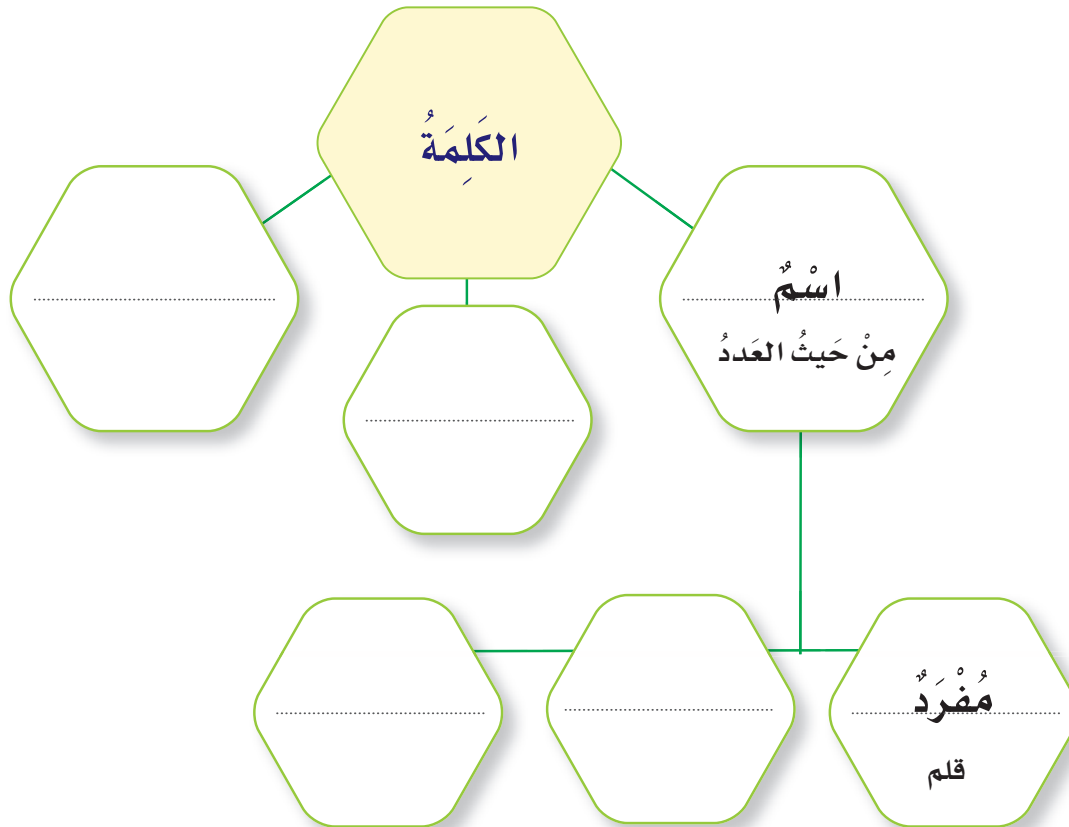 الكَلِمَةُ
اسْمٌ
مِنْ حَيثُ العَددُ
مُفْرَدٌ
قلم